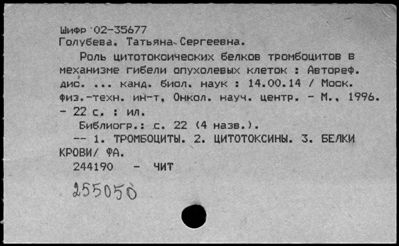 Шифр 02-35677
Голубева, Татьяна Сергеевна.
Роль цитотоксических белков тромбоцитов в
механизме гибели опухолевых клеток : Автореф.
дис. ... канд. биол. наук : 14.00.14 / Моск.
физ.-техн. ин-т, Онкол. науч. центр. - М., 1996.
- 22 с. : ил.
Библиогр.: с. 22 (4 назв.).
-- 1. ТРОМБОЦИТЫ. 2. ЦИТОТОКСИНЫ. 3. БЕЛКИ
КРОВИ/ ФА.
244190 - ЧИТ
255050